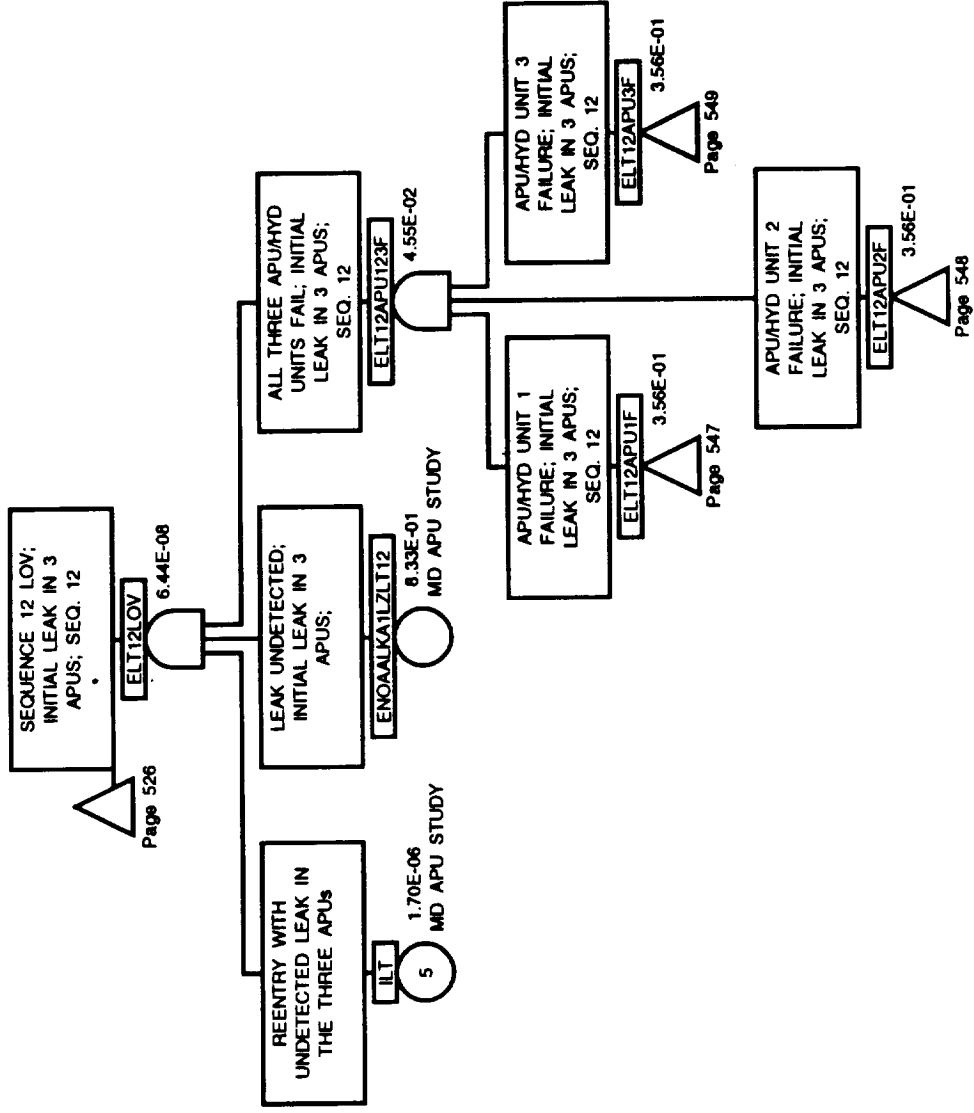 SEQUENCE 12 LOV;
INITIAL LEAK IN 3
APUS; SEQ. 12
ELT12LOV
6.44E-08
Page 526
REENTRY WITH
UNDETECTED LEAK IN
THE THREE APUs
ILT
5
1.70E-06
MD APU STUDY
LEAK UNDETECTED;
INITIAL LEAK IN 3
APUS;
ENOAALKA1LZLT12
8.33E-01
MD APU STUDY
ALL THREE APU/HYD
UNITS FAIL; INITIAL
LEAK IN 3 APUS;
SEQ. 12
ELT12APU123F
4.55E-02
APU/HYD UNIT 1
FAILURE; INITIAL
LEAK IN 3 APUS;
SEQ. 12
ELT12APU1F
3.56E-01
Page 547
APU/HYD UNIT 2
FAILURE; INITIAL
LEAK IN 3 APUS;
SEQ. 12
ELT12APU2F
3.56E-01
Page 548
APU/HYD UNIT 3
FAILURE; INITIAL
LEAK IN 3 APUS;
SEQ. 12
ELT12APU3F
3.56E-01
Page 549